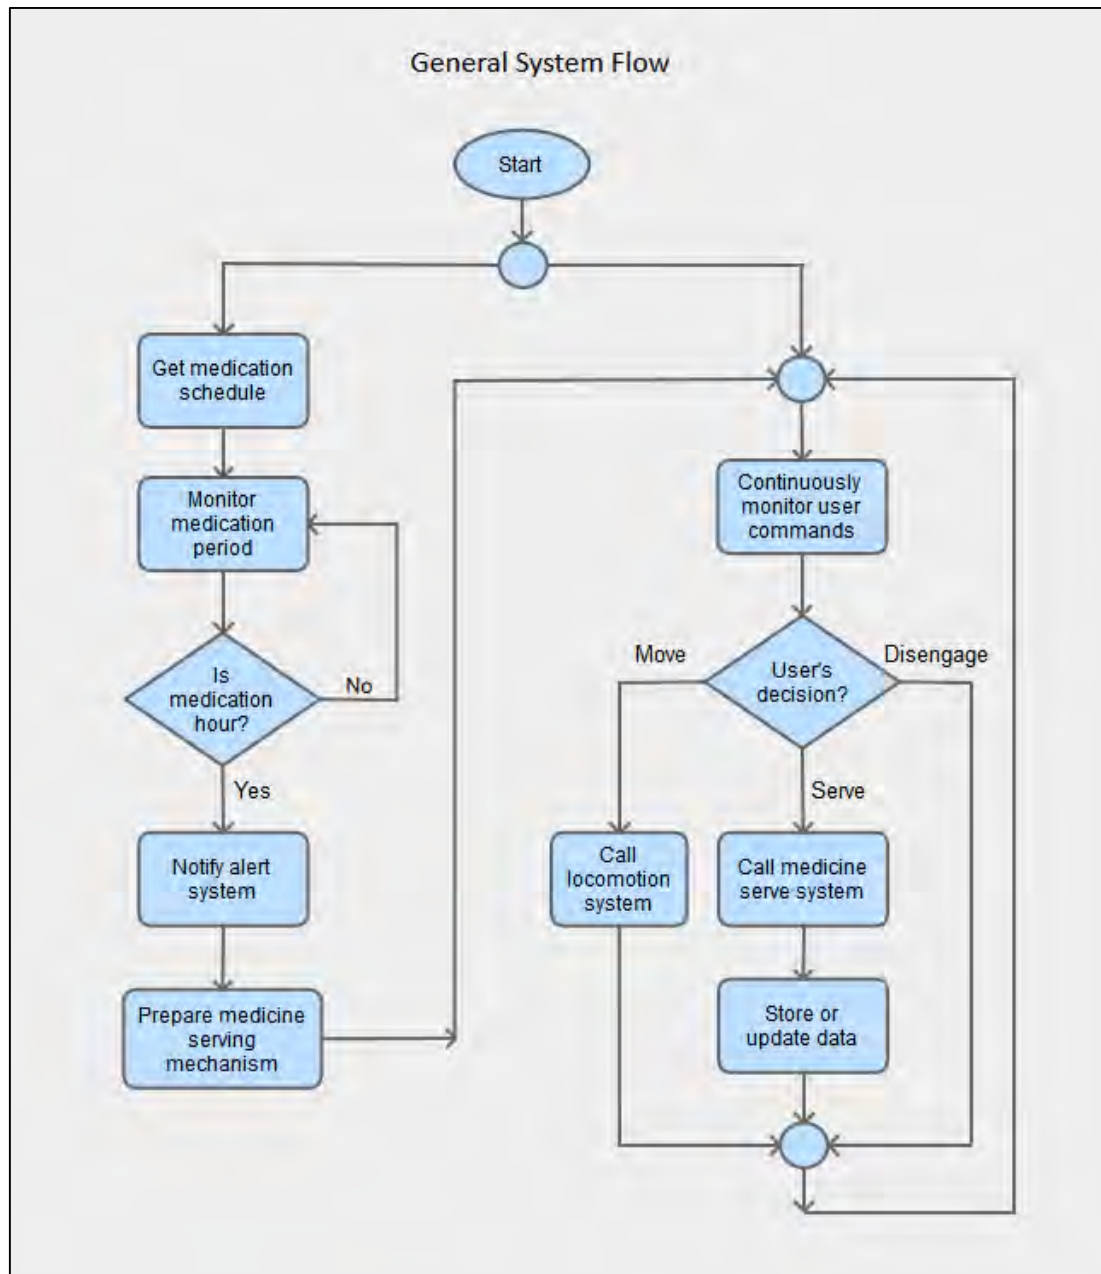 General System Flow
Start
Get medication
schedule
Monitor
medication
period
Is
medication
hour?
No
Yes
Notify alert
system
Prepare medicine
serving
mechanism
Continuously
monitor user
commands
User's
decision?
Move
Disengage
Serve
Call
locomotion
system
Call medicine
serve system
Store or
update data